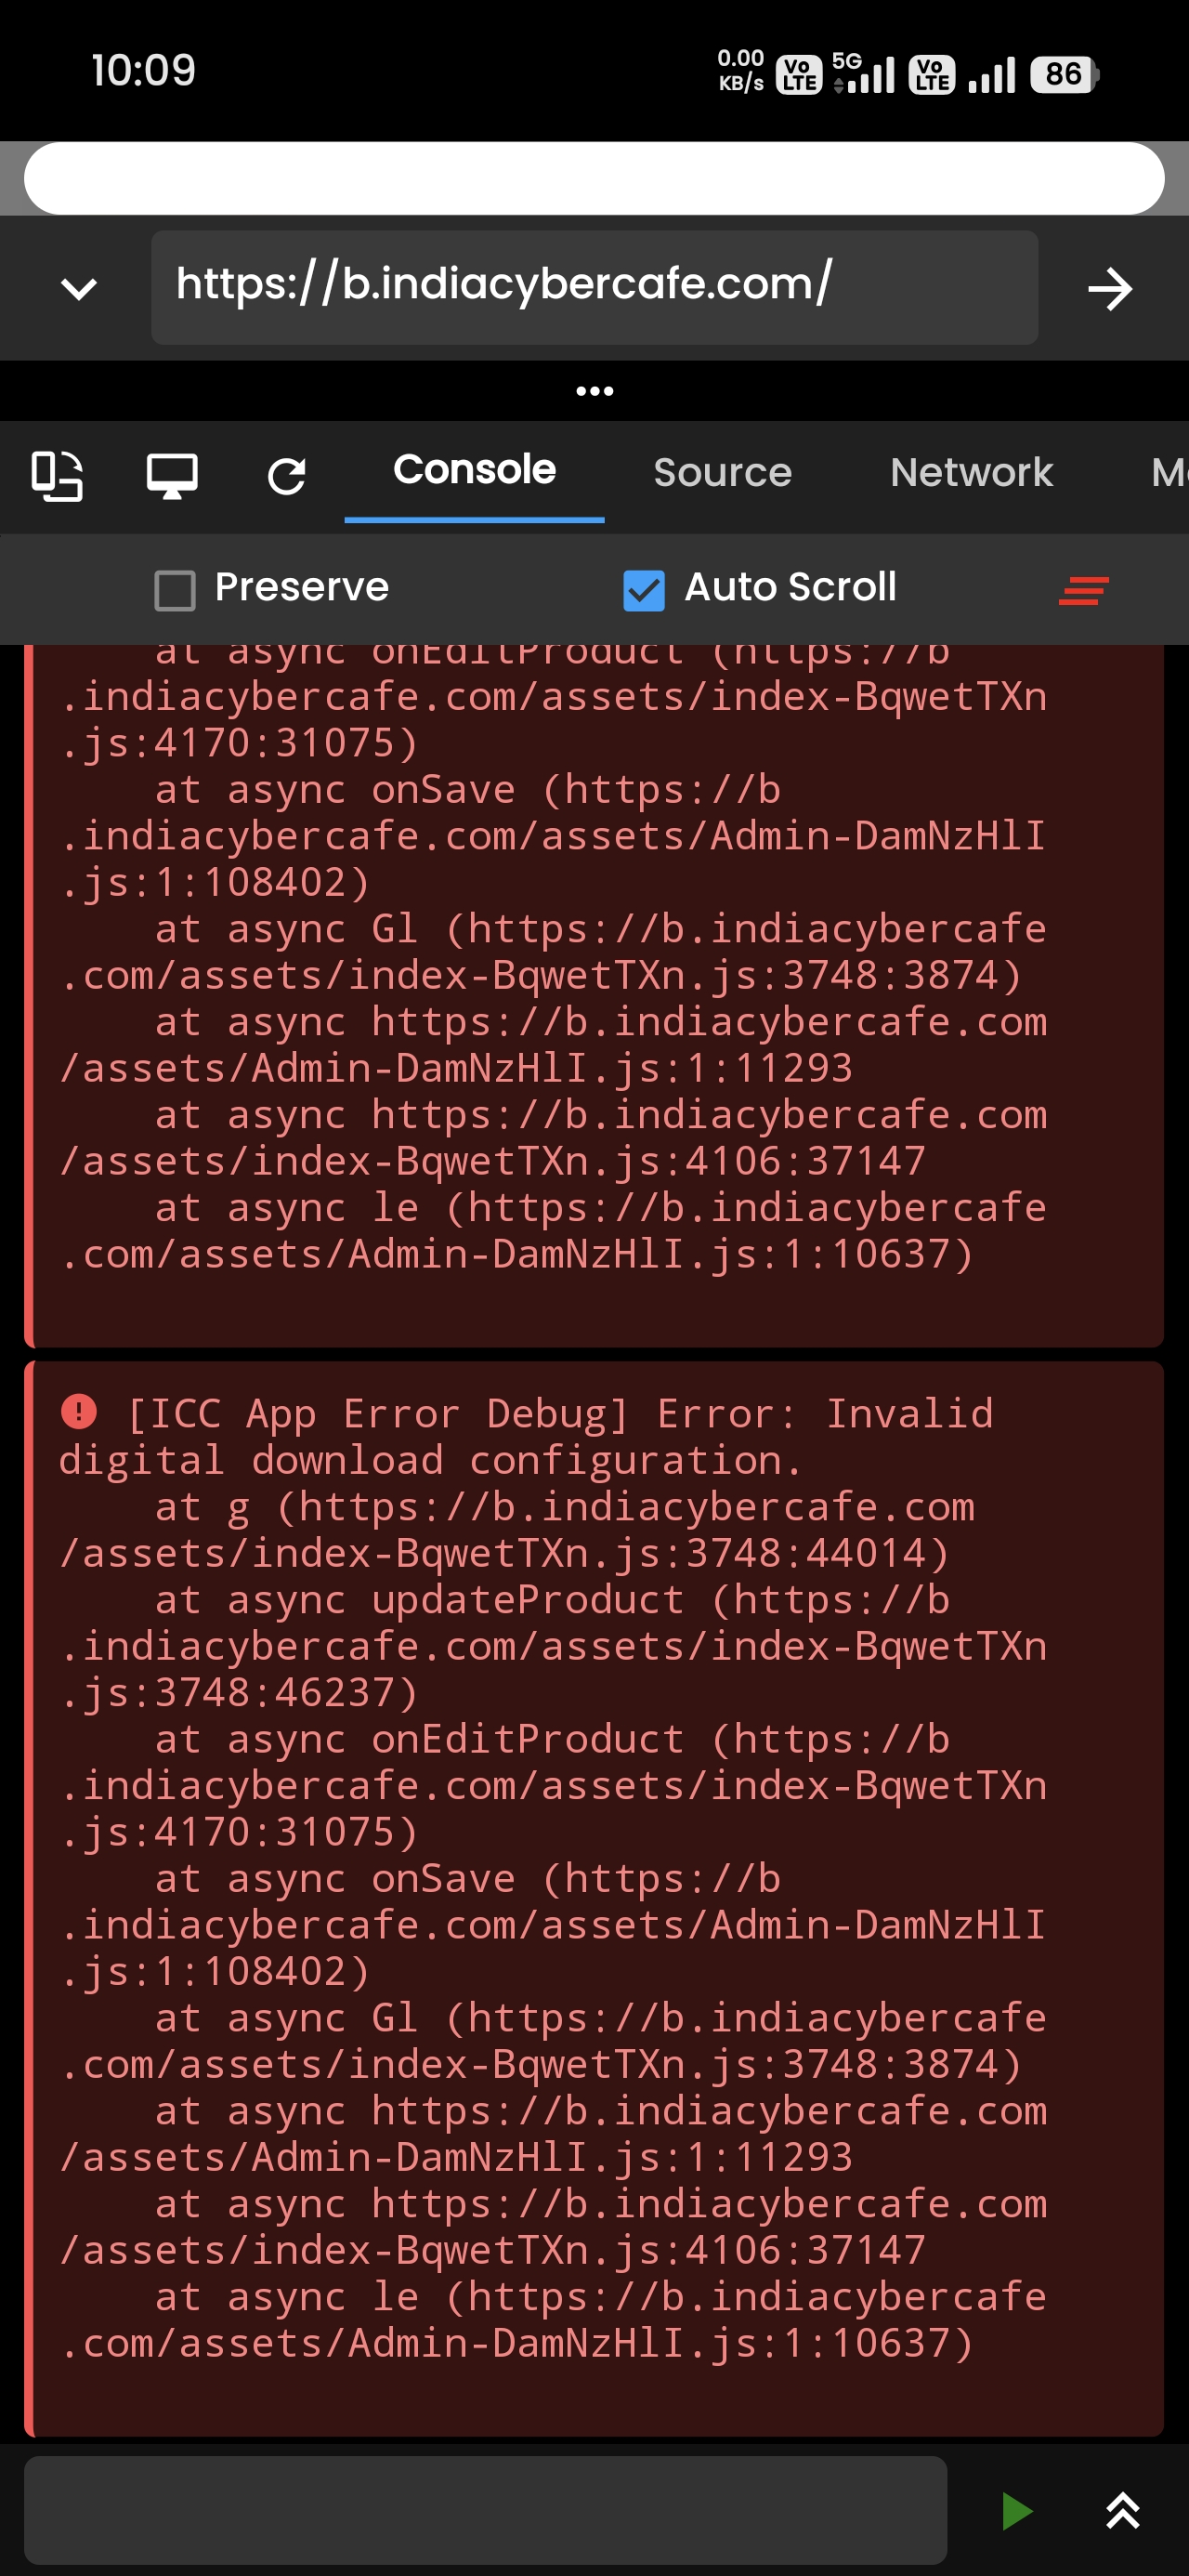 10:09
0.00 KB/s Vo LTE 5G Vo LTE 86
https://b.indiacybercafe.com/
Console Source Network
Preserve Auto Scroll
at async onEditProduct (https://b
.indiacybercafe.com/assets/index-BqwetTXn
.js:4170:31075)
at async onSave (https://b
.indiacybercafe.com/assets/Admin-DamNzHlI
.js:1:108402)
at async Gl (https://b.indiacybercafe
.com/assets/index-BqwetTXn.js:3748:3874)
at async https://b.indiacybercafe.com
/assets/Admin-DamNzHlI.js:1:11293
at async https://b.indiacybercafe.com
/assets/index-BqwetTXn.js:4106:37147
at async le (https://b.indiacybercafe
.com/assets/Admin-DamNzHlI.js:1:10637)
[ICC App Error Debug] Error: Invalid
digital download configuration.
at g (https://b.indiacybercafe.com
/assets/index-BqwetTXn.js:3748:44014)
at async updateProduct (https://b
.indiacybercafe.com/assets/index-BqwetTXn
.js:3748:46237)
at async onEditProduct (https://b
.indiacybercafe.com/assets/index-BqwetTXn
.js:4170:31075)
at async onSave (https://b
.indiacybercafe.com/assets/Admin-DamNzHlI
.js:1:108402)
at async Gl (https://b.indiacybercafe
.com/assets/index-BqwetTXn.js:3748:3874)
at async https://b.indiacybercafe.com
/assets/Admin-DamNzHlI.js:1:11293
at async https://b.indiacybercafe.com
/assets/index-BqwetTXn.js:4106:37147
at async le (https://b.indiacybercafe
.com/assets/Admin-DamNzHlI.js:1:10637)